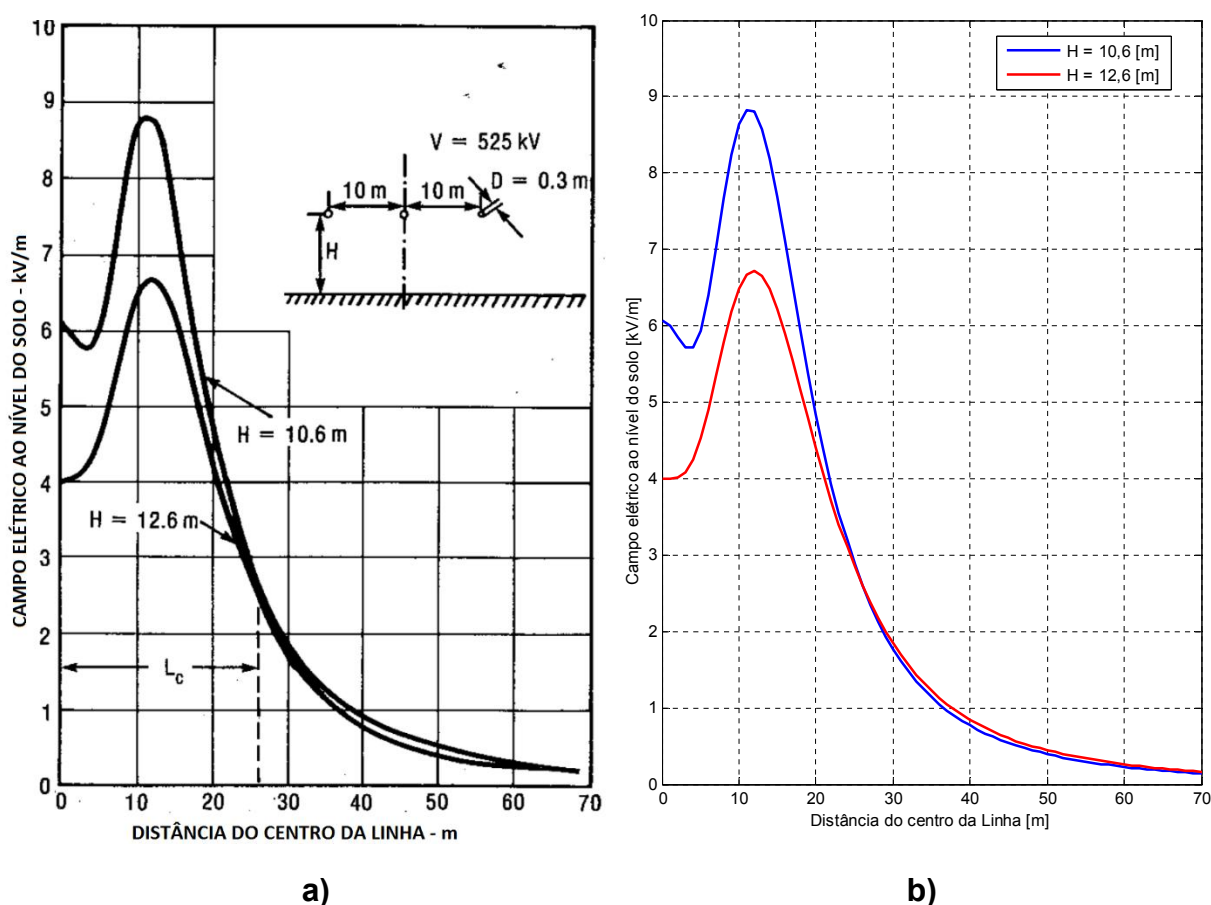 10
9
8
7
6
5
4
3
2
1
0
CAMPO ELÉTRICO AO NÍVEL DO SOLO - kV/m
V = 525 kV
10 m
10 m
D = 0.3 m
H
H = 10.6 m
H = 12.6 m
Lc
0 10 20 30 40 50 60 70
DISTÂNCIA DO CENTRO DA LINHA - m
a)
10
9
8
7
6
5
4
3
2
1
0
Campo elétrico ao nível do solo [kV/m]
H = 10,6 [m]
H = 12,6 [m]
0 10 20 30 40 50 60 70
Distância do centro da Linha [m]
b)